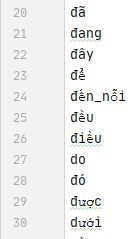 20 đã
21 đang
22 đây
23 để
24 đến_nỗi
25 đều
26 điều
27 do
28 đó
29 được
30 dưới